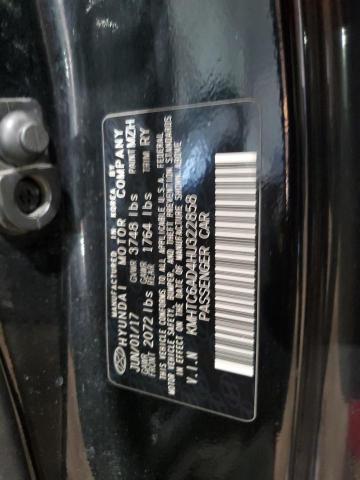 MANUFACTURED IN KOREA BY
HYUNDAI MOTOR COMPANY
JUN/01/17 GVWR 3748 lbs PAINT MZH
GAWR FRONT 2072 lbs GAWR REAR 1764 lbs TRIM RY
THIS VEHICLE CONFORMS TO ALL APPLICABLE U.S.A. FEDERAL
MOTOR VEHICLE SAFETY, BUMPER, AND THEFT PREVENTION STANDARDS
IN EFFECT ON THE DATE OF MANUFACTURE SHOWN ABOVE.
V.I.N KMHTC6AD4HU322858
PASSENGER CAR